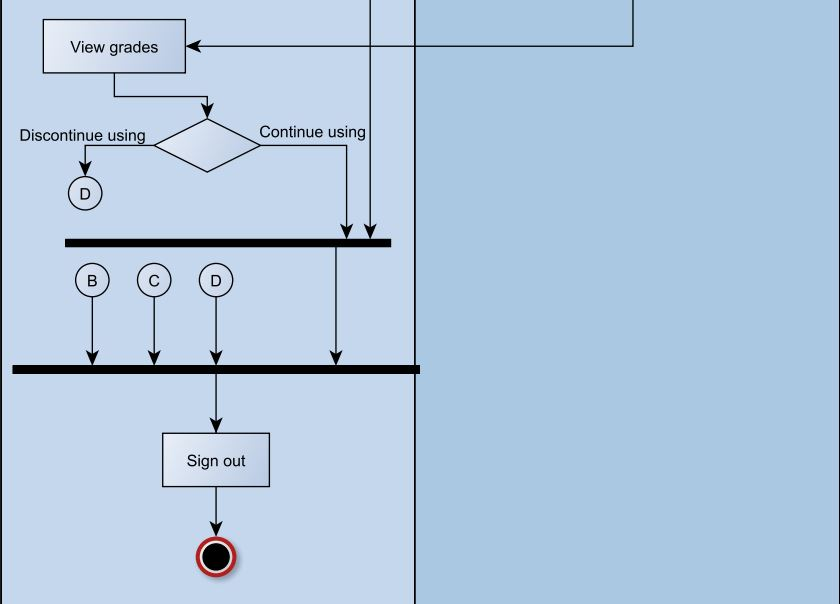 View grades
Discontinue using
Continue using
D
B
C
D
Sign out